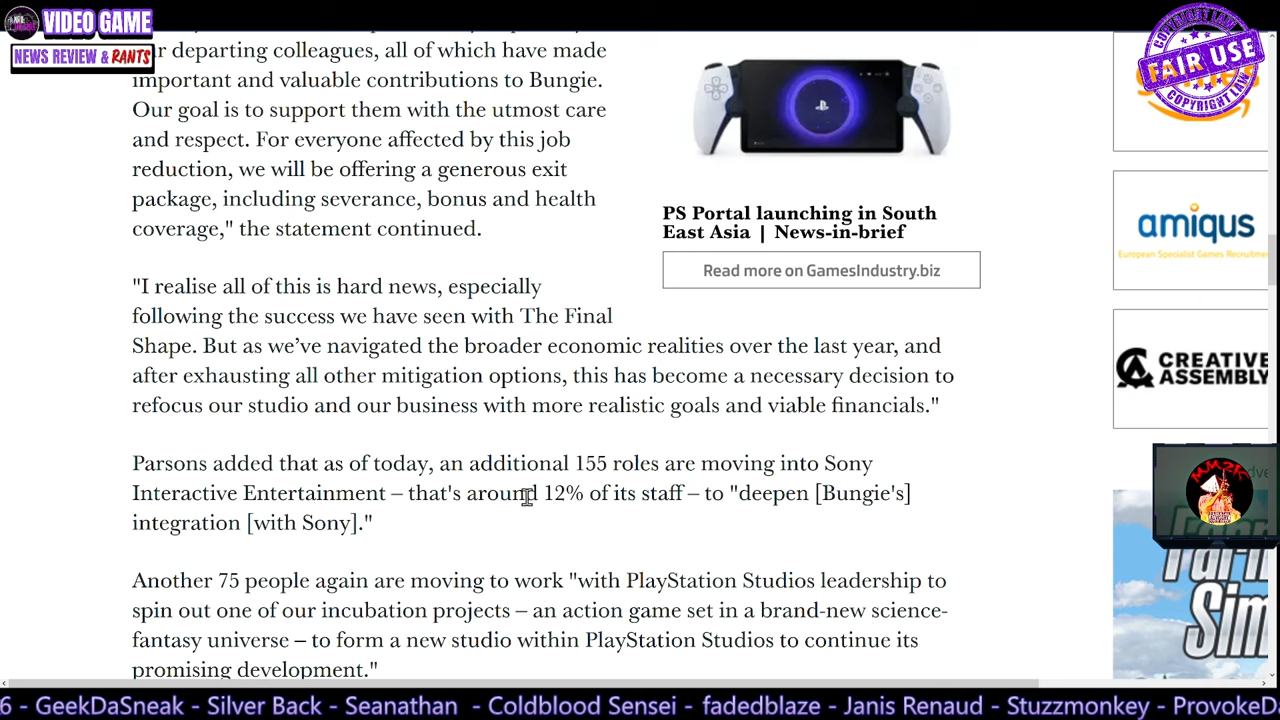 VIDEO GAME
NEWS REVIEW & RANTS
FAIR USE
COPYRIGHT LAW
departing colleagues, all of which have made
important and valuable contributions to Bungie.
Our goal is to support them with the utmost care
and respect. For everyone affected by this job
reduction, we will be offering a generous exit
package, including severance, bonus and health
coverage," the statement continued.
PS Portal launching in South
East Asia | News-in-brief
Read more on GamesIndustry.biz
"I realise all of this is hard news, especially
following the success we have seen with The Final
Shape. But as we've navigated the broader economic realities over the last year, and
after exhausting all other mitigation options, this has become a necessary decision to
refocus our studio and our business with more realistic goals and viable financials."
Parsons added that as of today, an additional 155 roles are moving into Sony
Interactive Entertainment – that's around 12% of its staff – to "deepen [Bungie's]
integration [with Sony]."
Another 75 people again are moving to work "with PlayStation Studios leadership to
spin out one of our incubation projects – an action game set in a brand-new science-
fantasy universe – to form a new studio within PlayStation Studios to continue its
promising development."
amiqus
European Specialist Games Recruitme
CREATIVE
ASSEMBLY
MM2K
Sim
6 - GeekDaSneak - Silver Back - Seanathan - Coldblood Sensei - fadedblaze - Janis Renaud - Stuzzmonkey - ProvokeDa